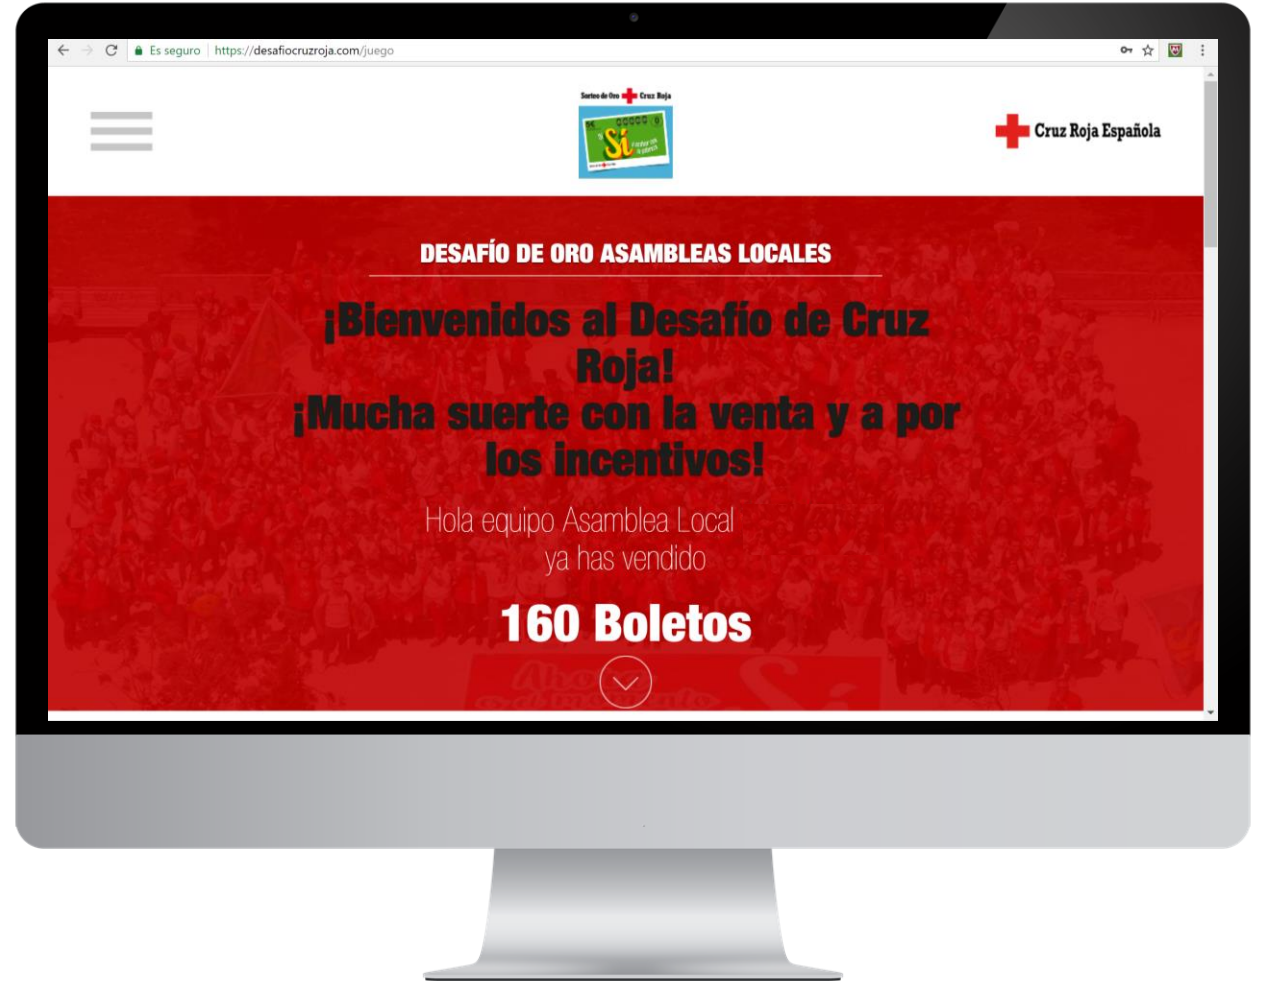 Es seguro https://desafiocruzroja.com/juego
Sorteo de Oro Cruz Roja
Sí
Cruz Roja Española
DESAFÍO DE ORO ASAMBLEAS LOCALES
¡Bienvenidos al Desafío de Cruz
Roja!
¡Mucha suerte con la venta y a por
los incentivos!
Hola equipo Asamblea Local
ya has vendido
160 Boletos